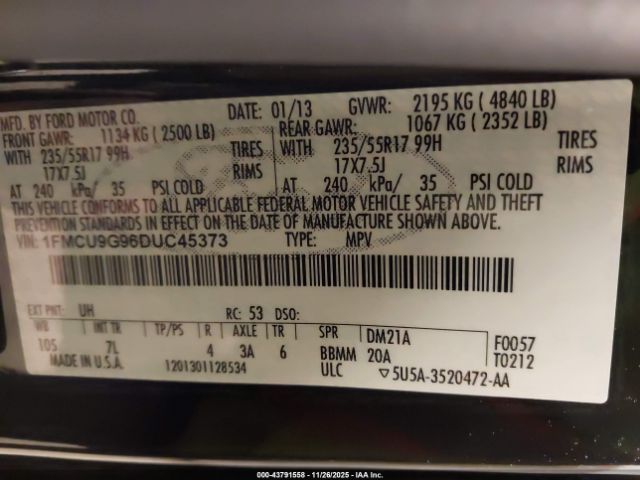 MFD. BY FORD MOTOR CO. DATE: 01/13 GVWR: 2195 KG ( 4840 LB)
FRONT GAWR: 1134 KG ( 2500 LB) REAR GAWR: 1067 KG ( 2352 LB)
WITH 235/55R17 99H TIRES WITH 235/55R17 99H TIRES
17X7.5J RIMS 17X7.5J RIMS
AT 240 kPa/ 35 PSI COLD AT 240 kPa/ 35 PSI COLD
THIS VEHICLE CONFORMS TO ALL APPLICABLE FEDERAL MOTOR VEHICLE SAFETY AND THEFT
PREVENTION STANDARDS IN EFFECT ON THE DATE OF MANUFACTURE SHOWN ABOVE.
VIN: 1FMCU9G96DUC45373 TYPE: MPV
EXT PNT: UH RC: 53 DSO:
WB INT TR TP/PS R AXLE TR SPR DM21A F0057
105 7L 4 3A 6 BBMM 20A T0212
MADE IN U.S.A. 1201301128534 ULC ▽5U5A-3520472-AA
000-43791558 | 11/26/2025 | IAA Inc.